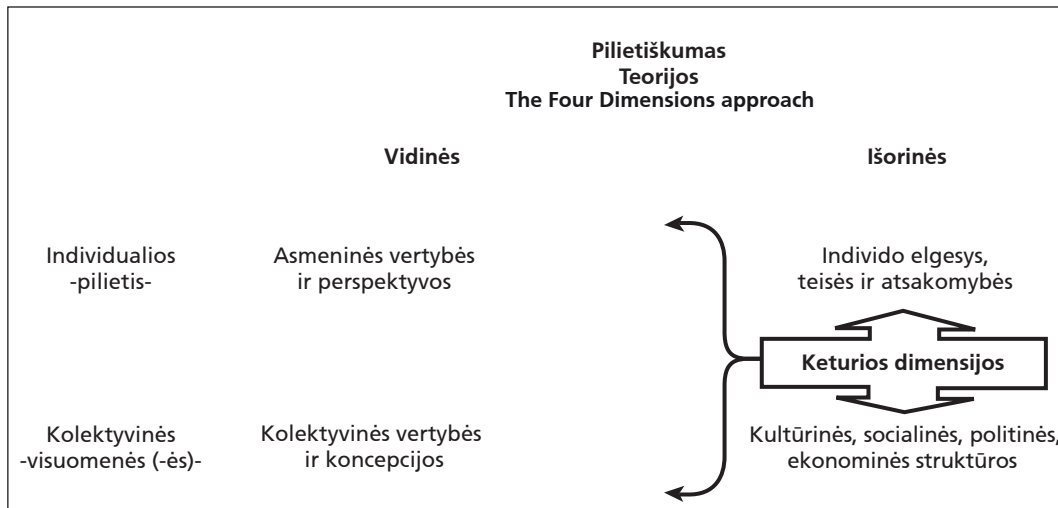 Pilietiškumas
Teorijos
The Four Dimensions approach
Vidinės
Išorinės
Individualios
-pilietis-
Asmeninės vertybės
ir perspektyvos
Individo elgesys,
teisės ir atsakomybės
Keturios dimensijos
Kolektyvinės
-visuomenės (-ės)-
Kolektyvinės vertybės
ir koncepcijos
Kultūrinės, socialinės, politinės,
ekonominės struktūros